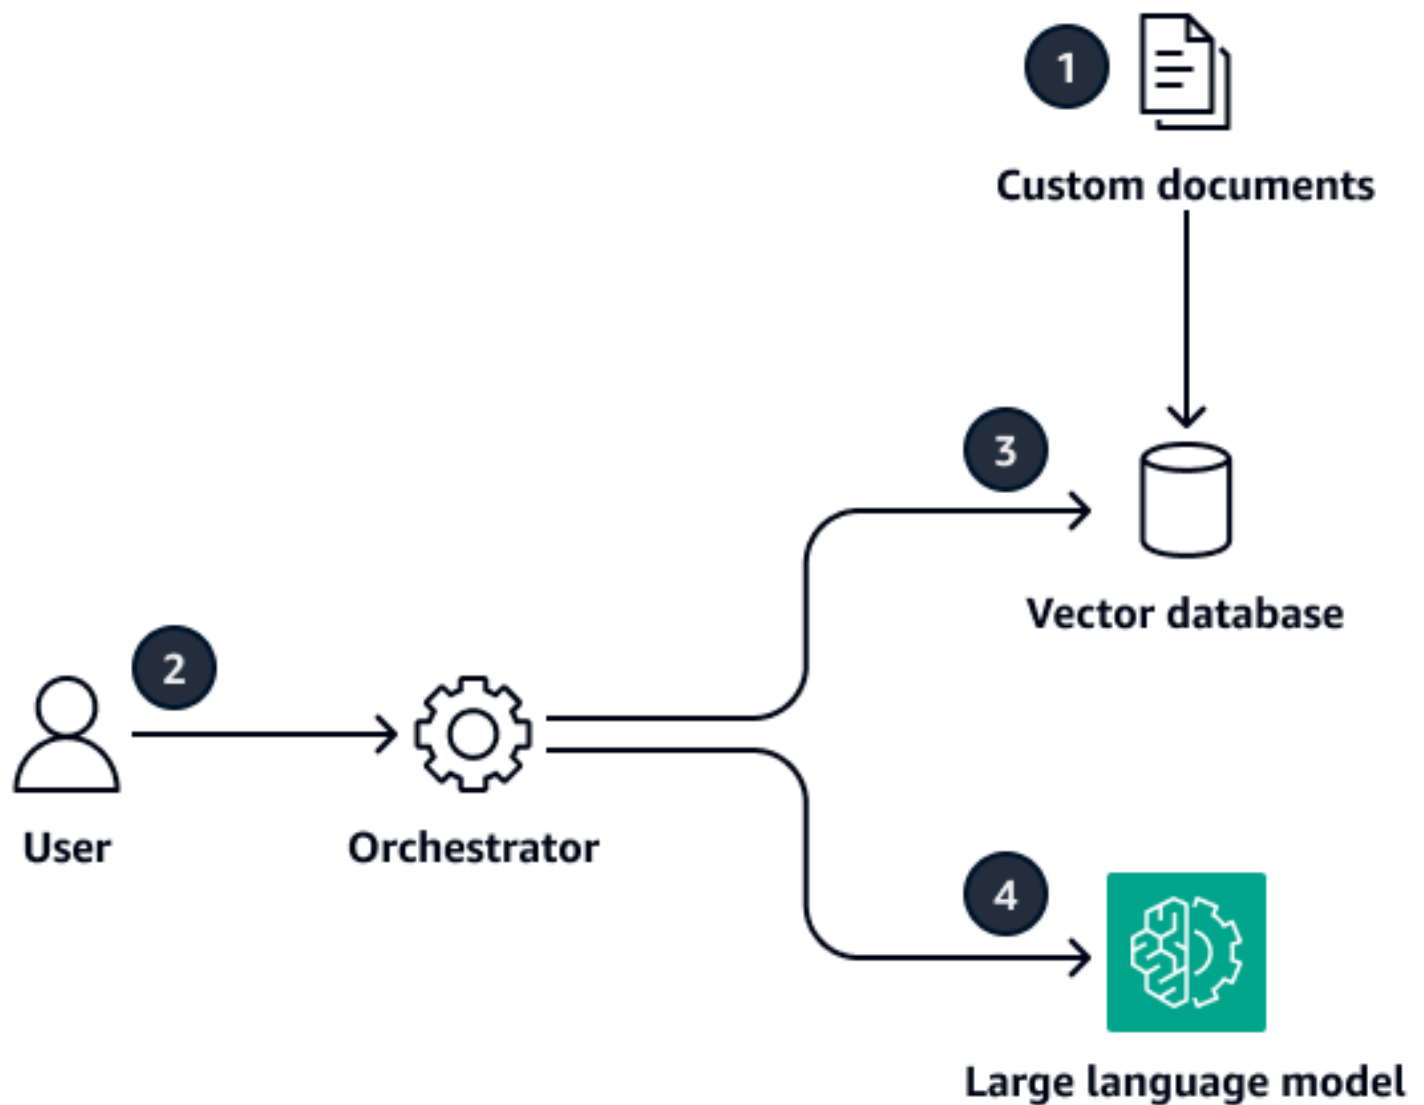 1
Custom documents
3
Vector database
2
User
Orchestrator
4
Large language model